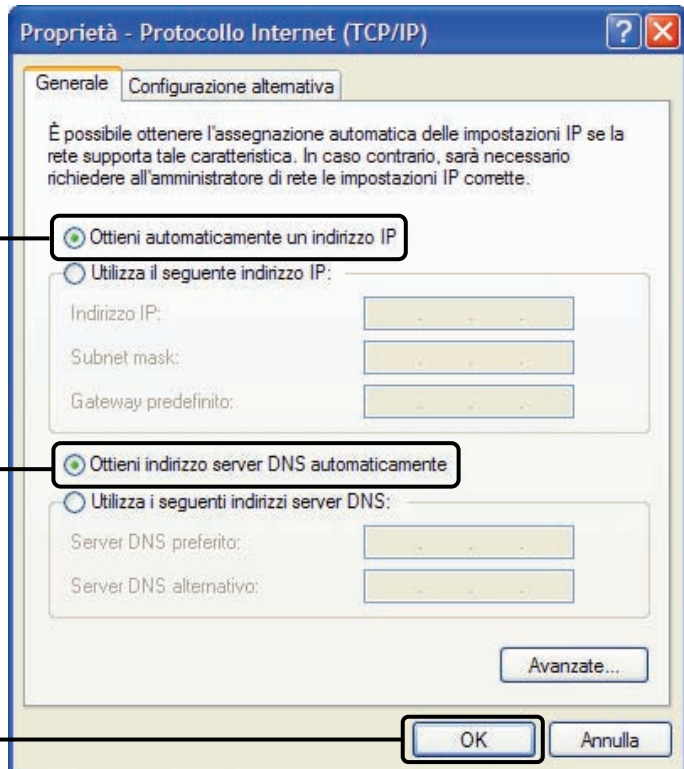 Proprietà - Protocollo Internet (TCP/IP)
Generale
Configurazione alternativa
È possibile ottenere l'assegnazione automatica delle impostazioni IP se la
rete supporta tale caratteristica. In caso contrario, sarà necessario
richiedere all'amministratore di rete le impostazioni IP corrette.
Ottieni automaticamente un indirizzo IP
Utilizza il seguente indirizzo IP:
Indirizzo IP:
Subnet mask:
Gateway predefinito:
Ottieni indirizzo server DNS automaticamente
Utilizza i seguenti indirizzi server DNS:
Server DNS preferito:
Server DNS alternativo:
Avanzate...
OK
Annulla